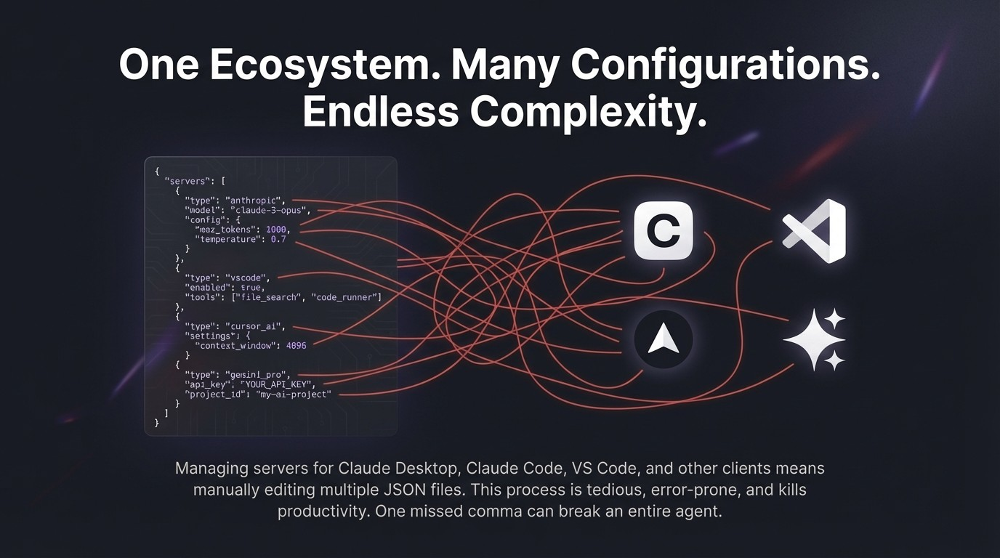 One Ecosystem. Many Configurations.
Endless Complexity.
{
"servers": [
{
"type": "anthropic",
"model": "claude-3-opus",
"config": {
"meaz_tokens": 1000,
"temperature": 0.7
}
},
{
"type": "vscode",
"enabled": true,
"tools": ["file_search", "code_runner"]
},
{
"type": "cursor_ai",
"settings": {
"context_window": 4096
}
{
"type": "gemini_pro",
"api_key": "YOUR_API_KEY",
"project_id": "my-ai-project"
}
]
}
C
Managing servers for Claude Desktop, Claude Code, VS Code, and other clients means
manually editing multiple JSON files. This process is tedious, error-prone, and kills
productivity. One missed comma can break an entire agent.